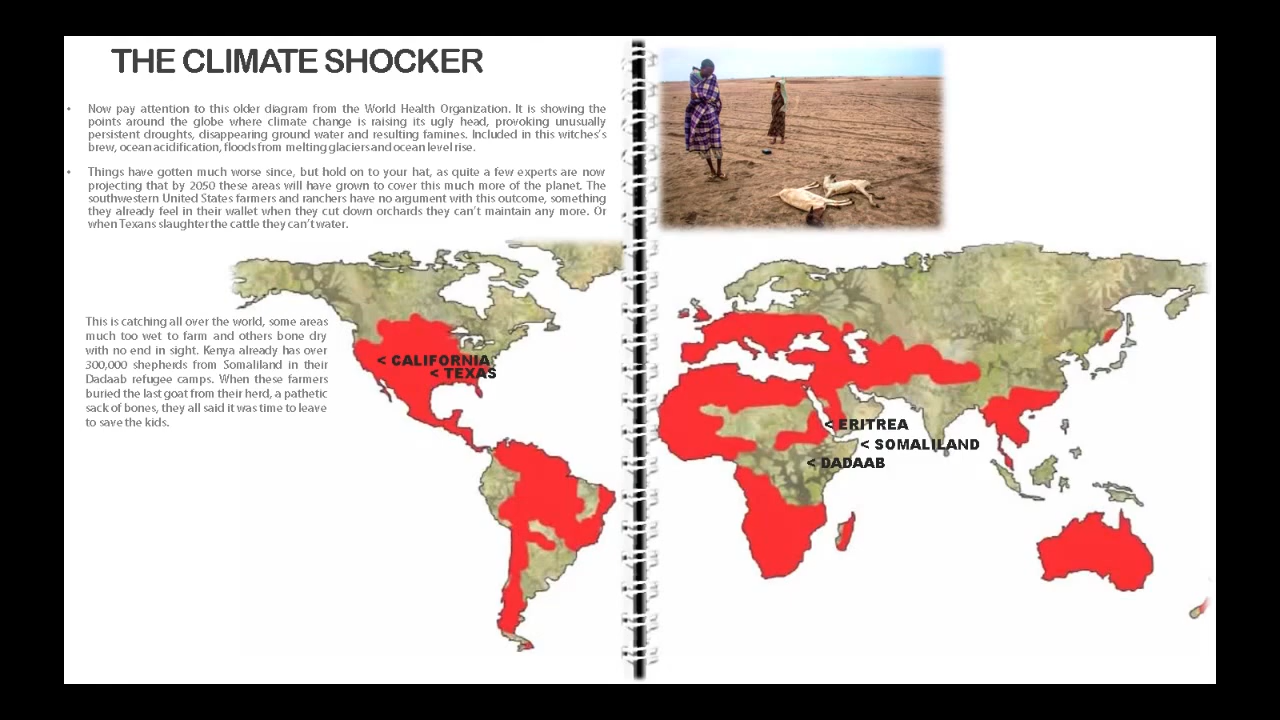 THE CLIMATE SHOCKER
• Now pay attention to this older diagram from the World Health Organization. It is showing the
points around the globe where climate change is raising its ugly head, provoking unusually
persistent droughts, disappearing ground water and resulting famines. Included in this witches's
brew, ocean acidification, floods from melting glaciers and ocean level rise.
• Things have gotten much worse since, but hold on to your hat, as quite a few experts are now
projecting that by 2050 these areas will have grown to cover this much more of the planet. The
southwestern United States farmers and ranchers have no argument with this outcome, something
they already feel in their wallet when they cut down orchards they can't maintain any more. Or
when Texans slaughter the cattle they can't water.
This is catching all over the world, some areas
much too wet to farm and others bone dry
with no end in sight. Kenya already has over
300,000 shepherds from Somaliland in their
Dadaab refugee camps. When these farmers
buried the last goat from their herd, a pathetic
sack of bones, they all said it was time to leave
to save the kids.
< CALIFORNIA
< TEXAS
< ERITREA
< SOMALILAND
< DADAAB